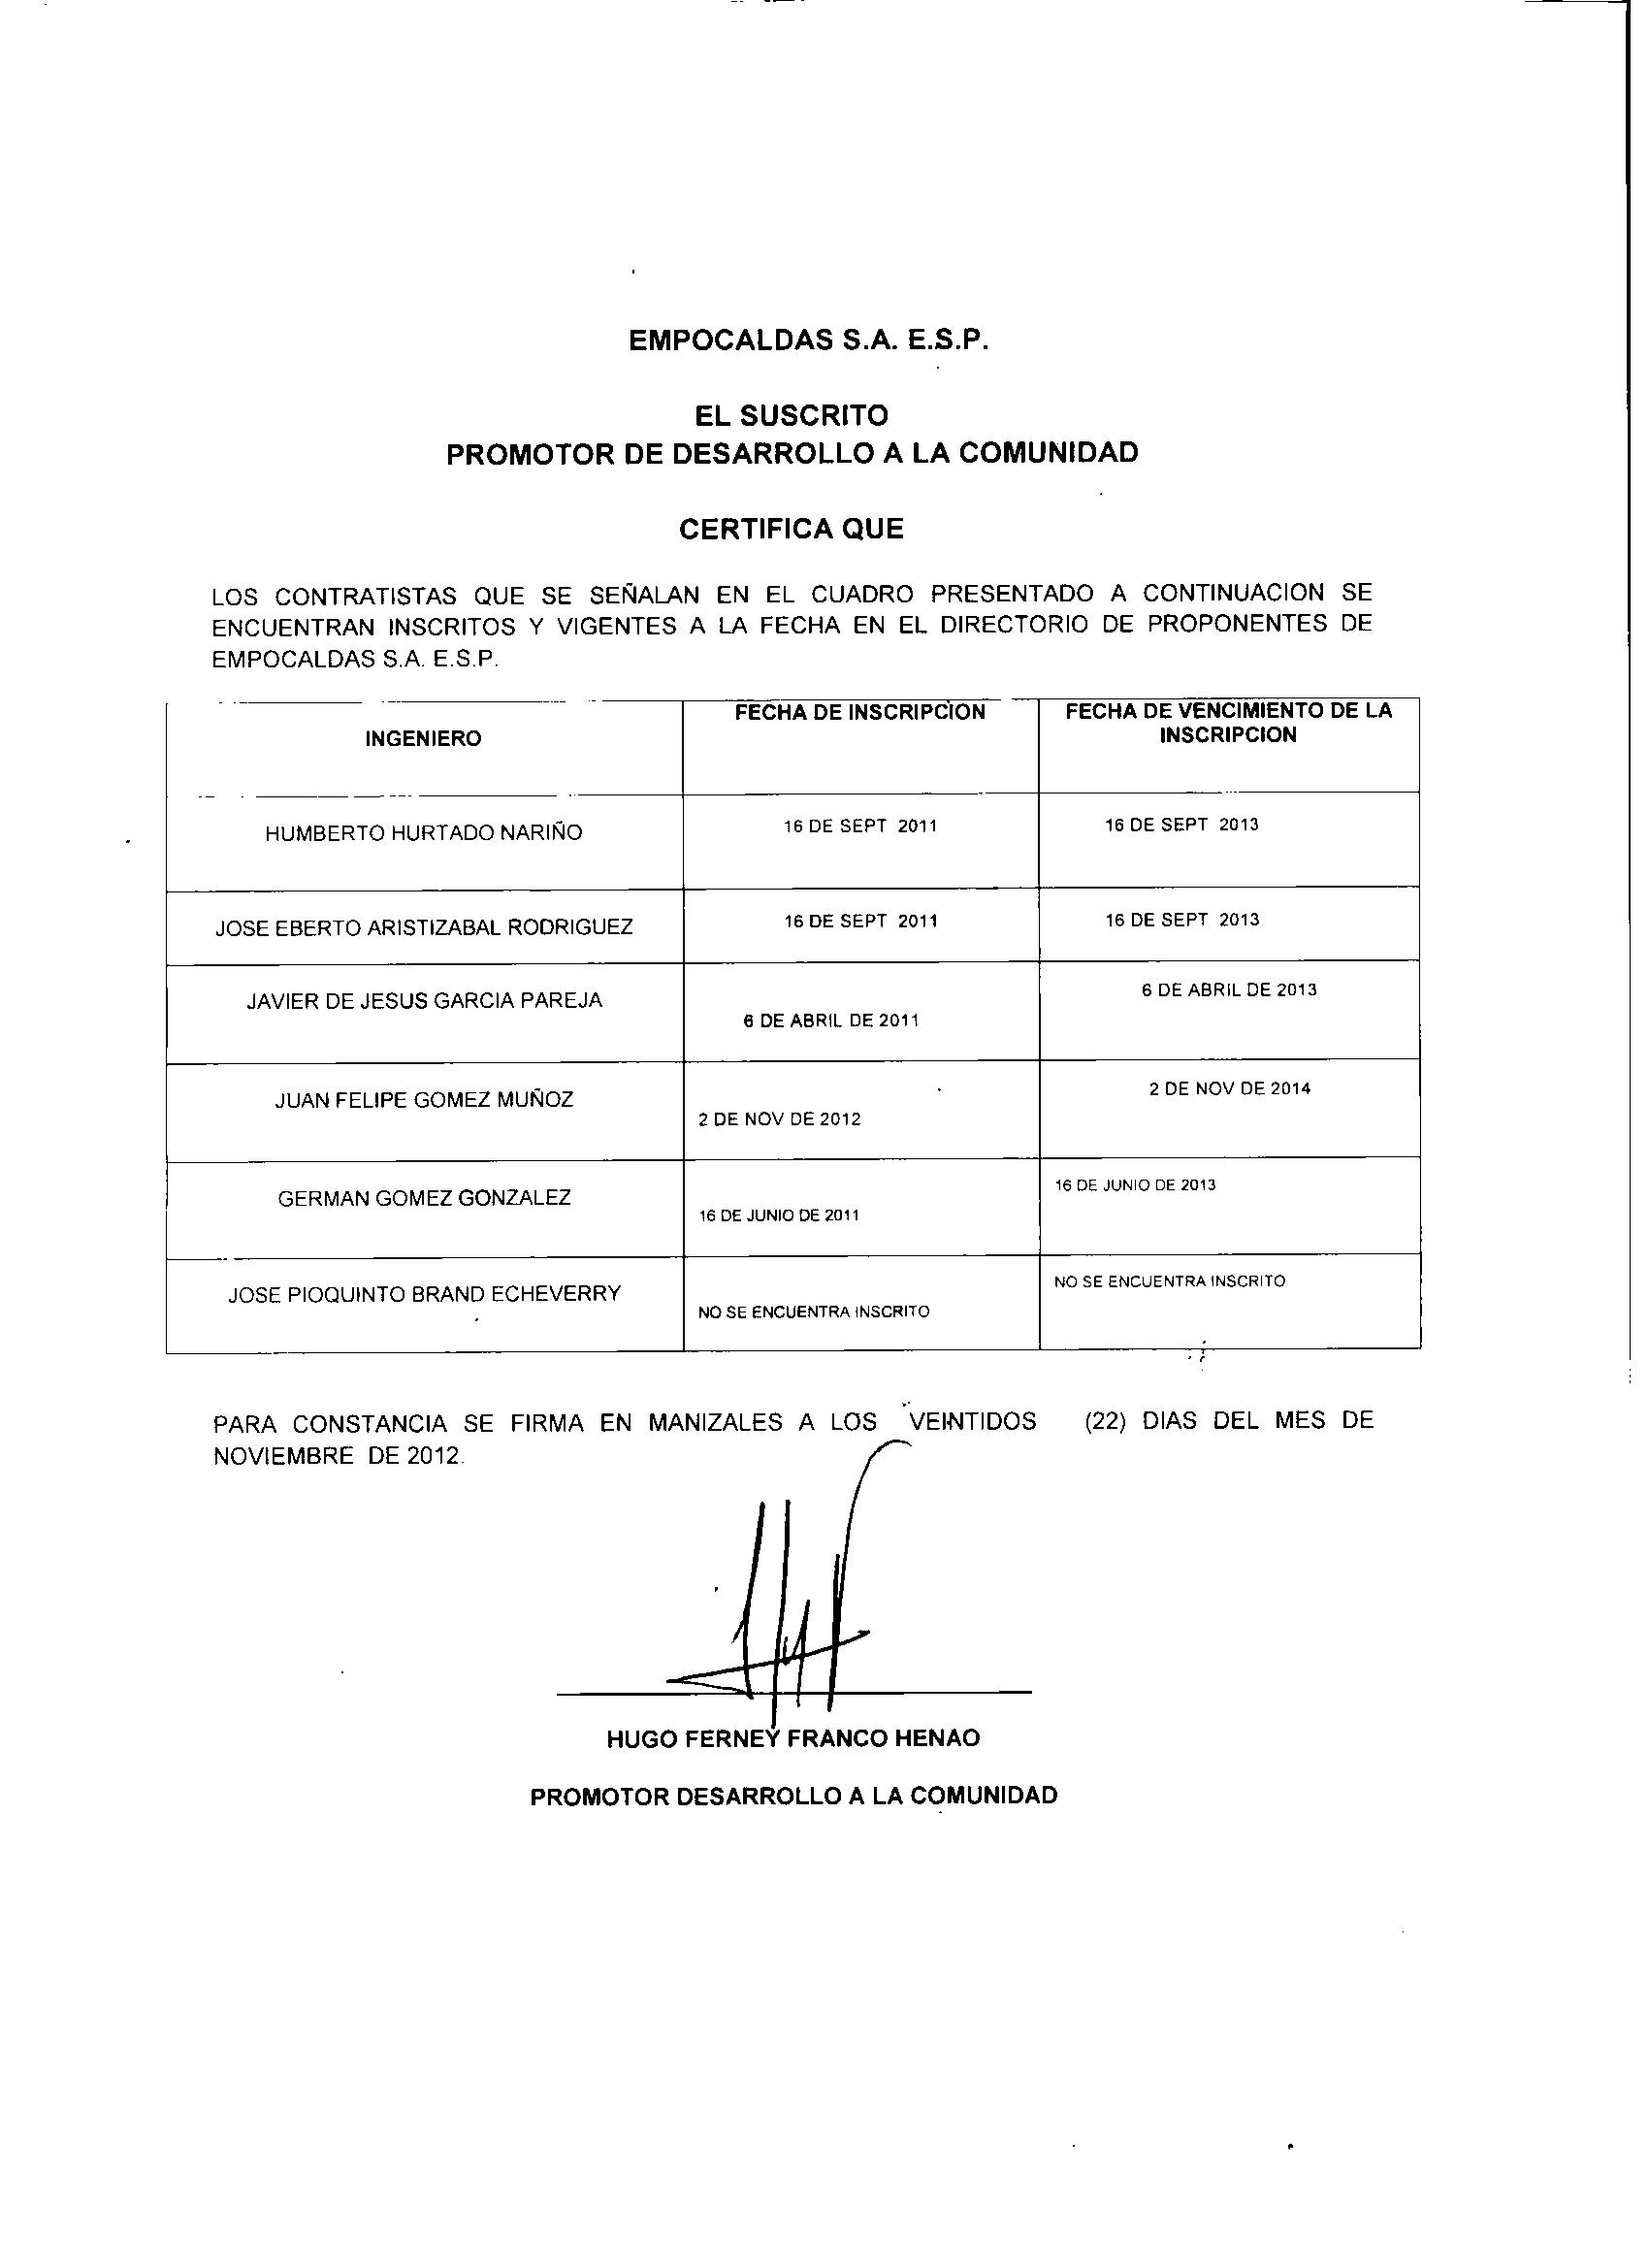 EMPOCALDAS S.A. E.S.P.
EL SUSCRITO
PROMOTOR DE DESARROLLO A LA COMUNIDAD
CERTIFICA QUE
LOS CONTRATISTAS QUE SE SEÑALAN EN EL CUADRO PRESENTADO A CONTINUACION SE
ENCUENTRAN INSCRITOS Y VIGENTES A LA FECHA EN EL DIRECTORIO DE PROPONENTES DE
EMPOCALDAS S.A. E.S.P.
INGENIERO
FECHA DE INSCRIPCION
FECHA DE VENCIMIENTO DE LA
INSCRIPCION
HUMBERTO HURTADO NARIÑO
16 DE SEPT 2011
16 DE SEPT 2013
JOSE EBERTO ARISTIZABAL RODRIGUEZ
16 DE SEPT 2011
16 DE SEPT 2013
JAVIER DE JESUS GARCIA PAREJA
6 DE ABRIL DE 2011
6 DE ABRIL DE 2013
JUAN FELIPE GOMEZ MUÑOZ
2 DE NOV DE 2012
2 DE NOV DE 2014
GERMAN GOMEZ GONZALEZ
16 DE JUNIO DE 2011
16 DE JUNIO DE 2013
JOSE PIOQUINTO BRAND ECHEVERRY
NO SE ENCUENTRA INSCRITO
NO SE ENCUENTRA INSCRITO
PARA CONSTANCIA SE FIRMA EN MANIZALES A LOS VEINTIDOS (22) DIAS DEL MES DE
NOVIEMBRE DE 2012.
HUGO FERNEY FRANCO HENAO
PROMOTOR DESARROLLO A LA COMUNIDAD